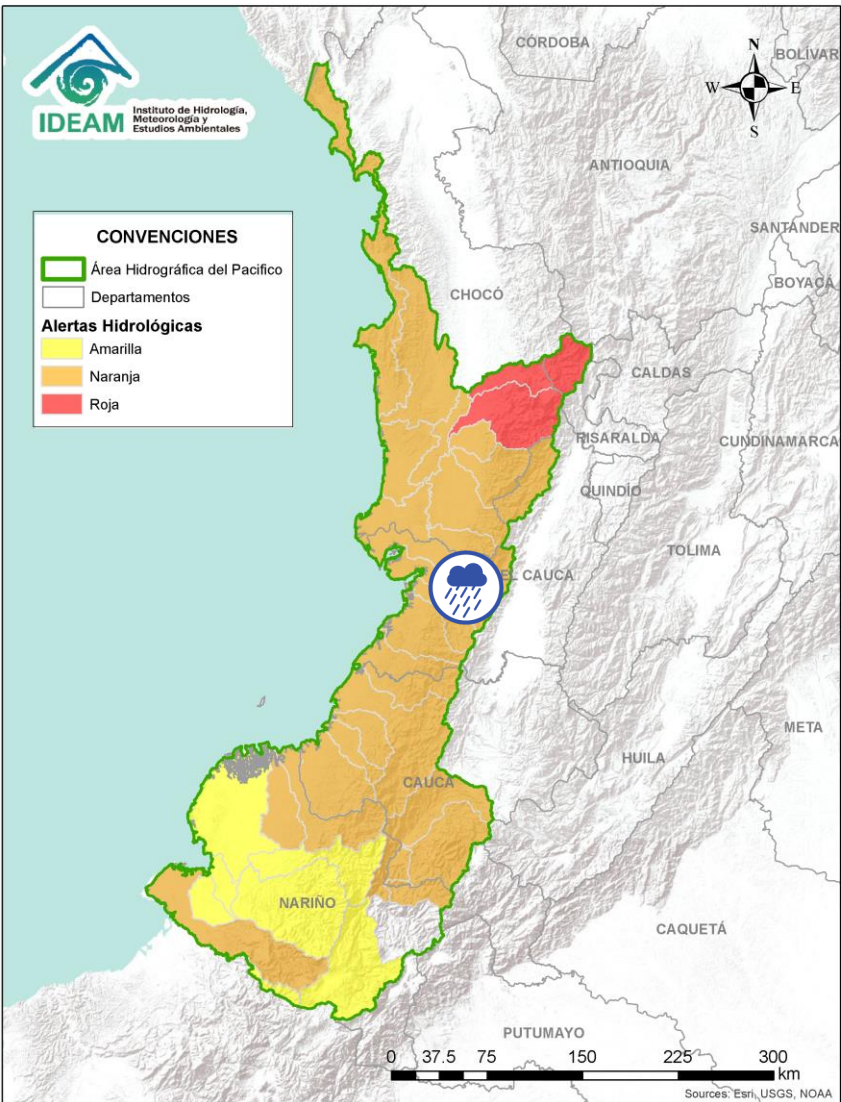 IDEAM
Instituto de Hidrología,
Meteorología y
Estudios Ambientales
CÓRDOBA
N
BOLIVAR
W
E
S
ANTIOQUIA
SANTANDER
CONVENCIONES
Área Hidrográfica del Pacifico
Departamentos
Alertas Hidrológicas
Amarilla
Naranja
Roja
BOYACÁ
CHOCÓ
CALDAS
RISARALDA
CUNDINAMARCA
QUINDÍO
TOLIMA
EL CAUCA
META
HUILA
CAUCA
NARIÑO
CAQUETÁ
PUTUMAYO
0 37.5 75 150 225 300
km
Sources: Esri, USGS, NOAA